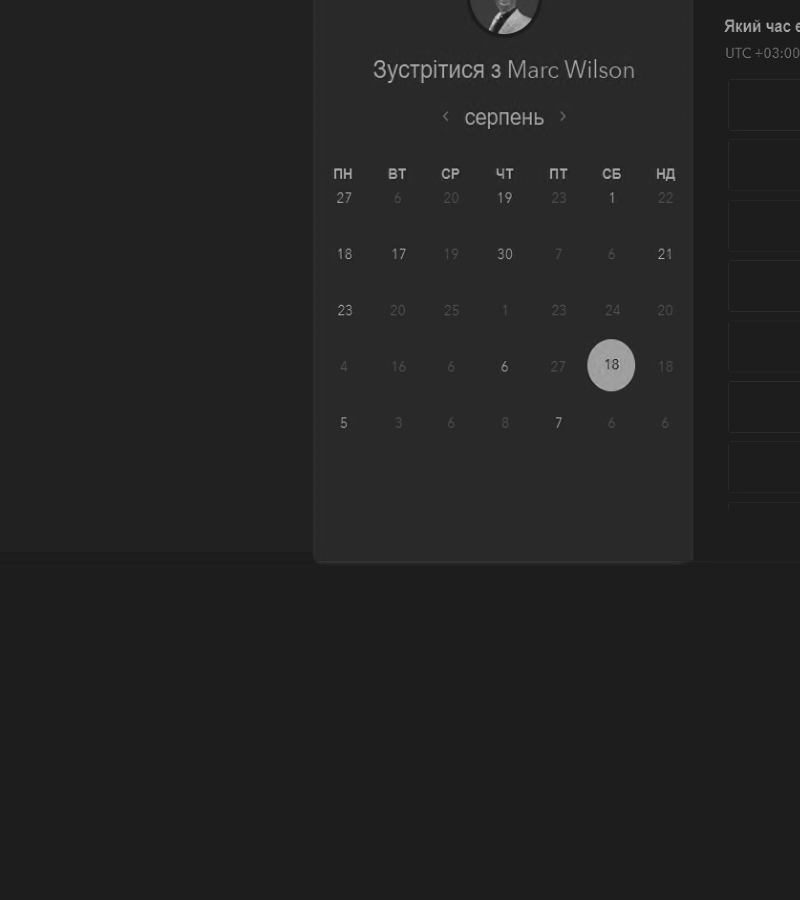 Який час
UTC +03:00
Зустрітися з Marc Wilson
‹ серпень ›
ПН ВТ СР ЧТ ПТ СБ НД
27 6 20 19 23 1 22
18 17 19 30 7 6 21
23 20 25 1 23 24 20
4 16 6 6 27 18 18
5 3 6 8 7 6 6